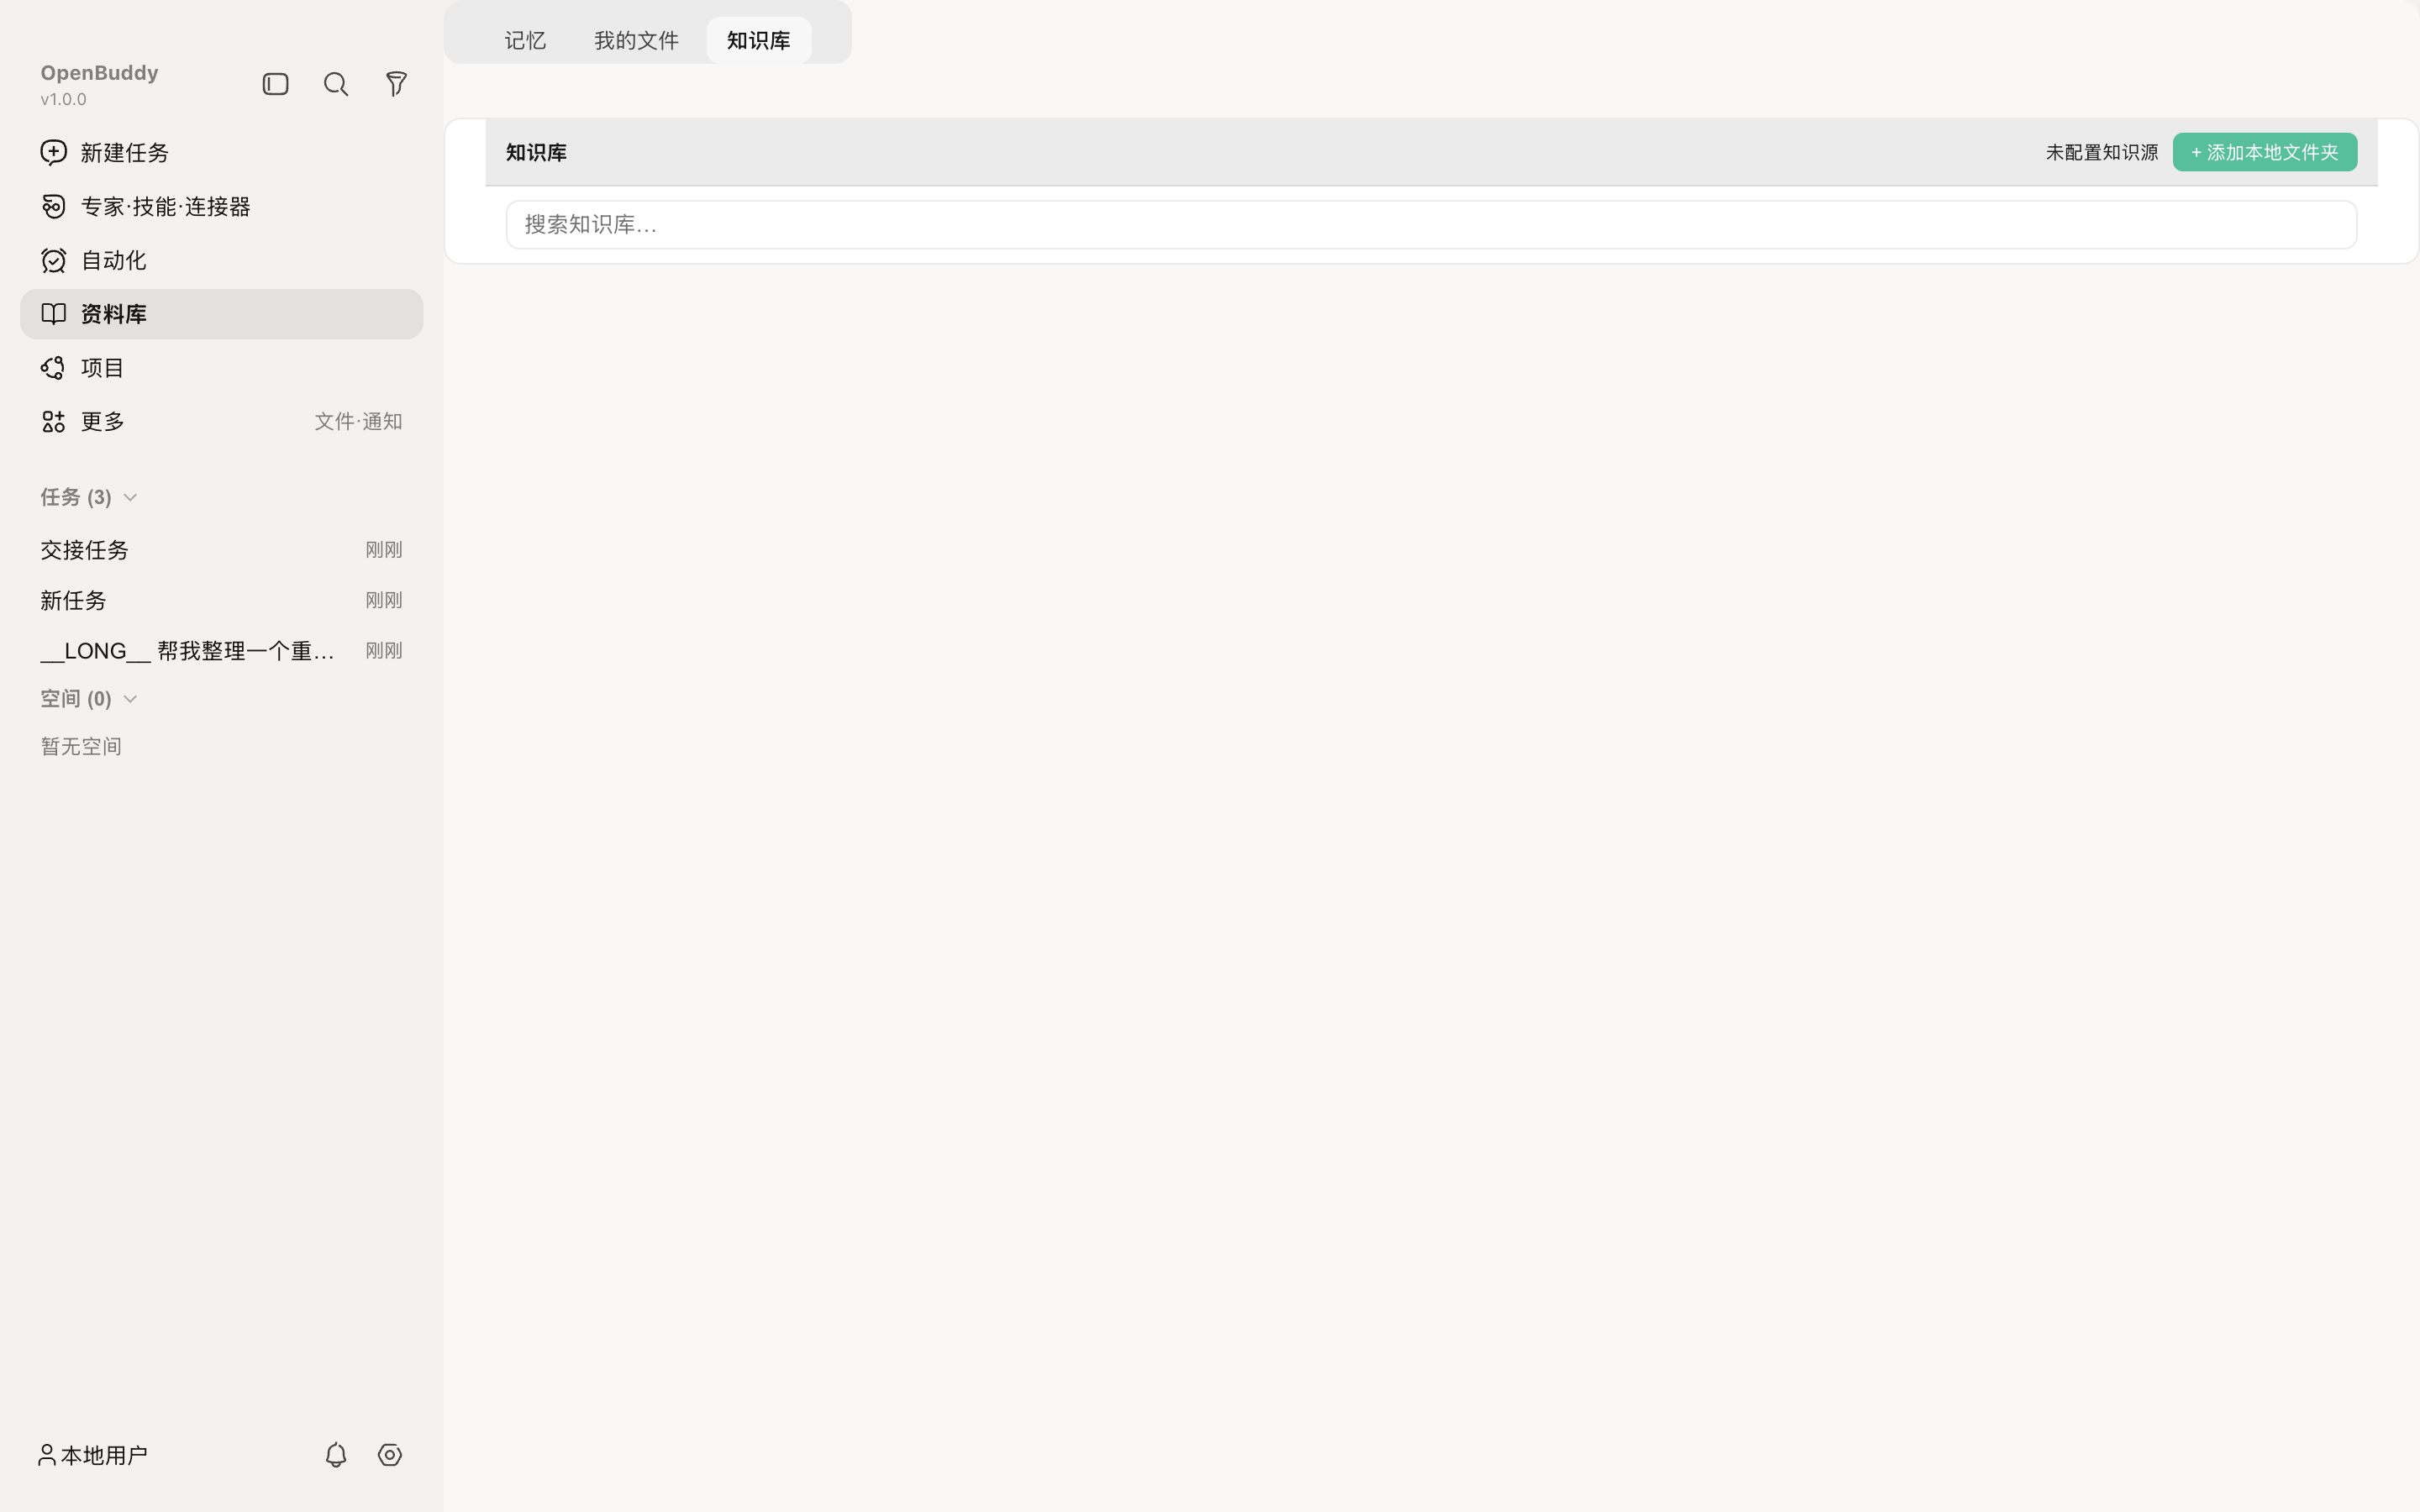 OpenBuddy
v1.0.0
新建任务
专家·技能·连接器
自动化
资料库
项目
更多 文件·通知
任务 (3)
交接任务 刚刚
新任务 刚刚
__LONG__ 帮我整理一个重… 刚刚
空间 (0)
暂无空间
本地用户
记忆 我的文件 知识库
知识库 未配置知识源 + 添加本地文件夹
搜索知识库…